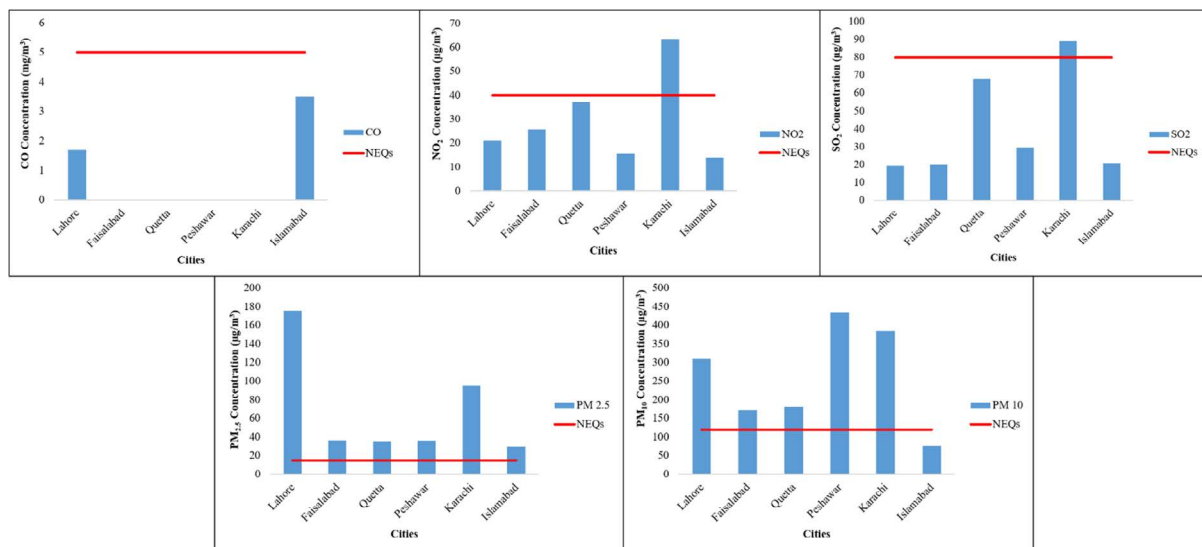 CO Concentration (mg/m³)
6
5
4
3
2
1
0
Lahore
Faisalabad
Quetta
Peshawar
Karachi
Islamabad
Cities
CO
NEQs
NO₂ Concentration (µg/m³)
70
60
50
40
30
20
10
0
Lahore
Faisalabad
Quetta
Peshawar
Karachi
Islamabad
Cities
NO2
NEQs
SO₂ Concentration (µg/m³)
100
90
80
70
60
50
40
30
20
10
0
Lahore
Faisalabad
Quetta
Peshawar
Karachi
Islamabad
Cities
SO2
NEQs
PM₂.₅ Concentration (µg/m³)
200
180
160
140
120
100
80
60
40
20
0
Lahore
Faisalabad
Quetta
Peshawar
Karachi
Islamabad
Cities
PM 2.5
NEQs
PM₁₀ Concentration (µg/m³)
500
450
400
350
300
250
200
150
100
50
0
Lahore
Faisalabad
Quetta
Peshawar
Karachi
Islamabad
Cities
PM 10
NEQs